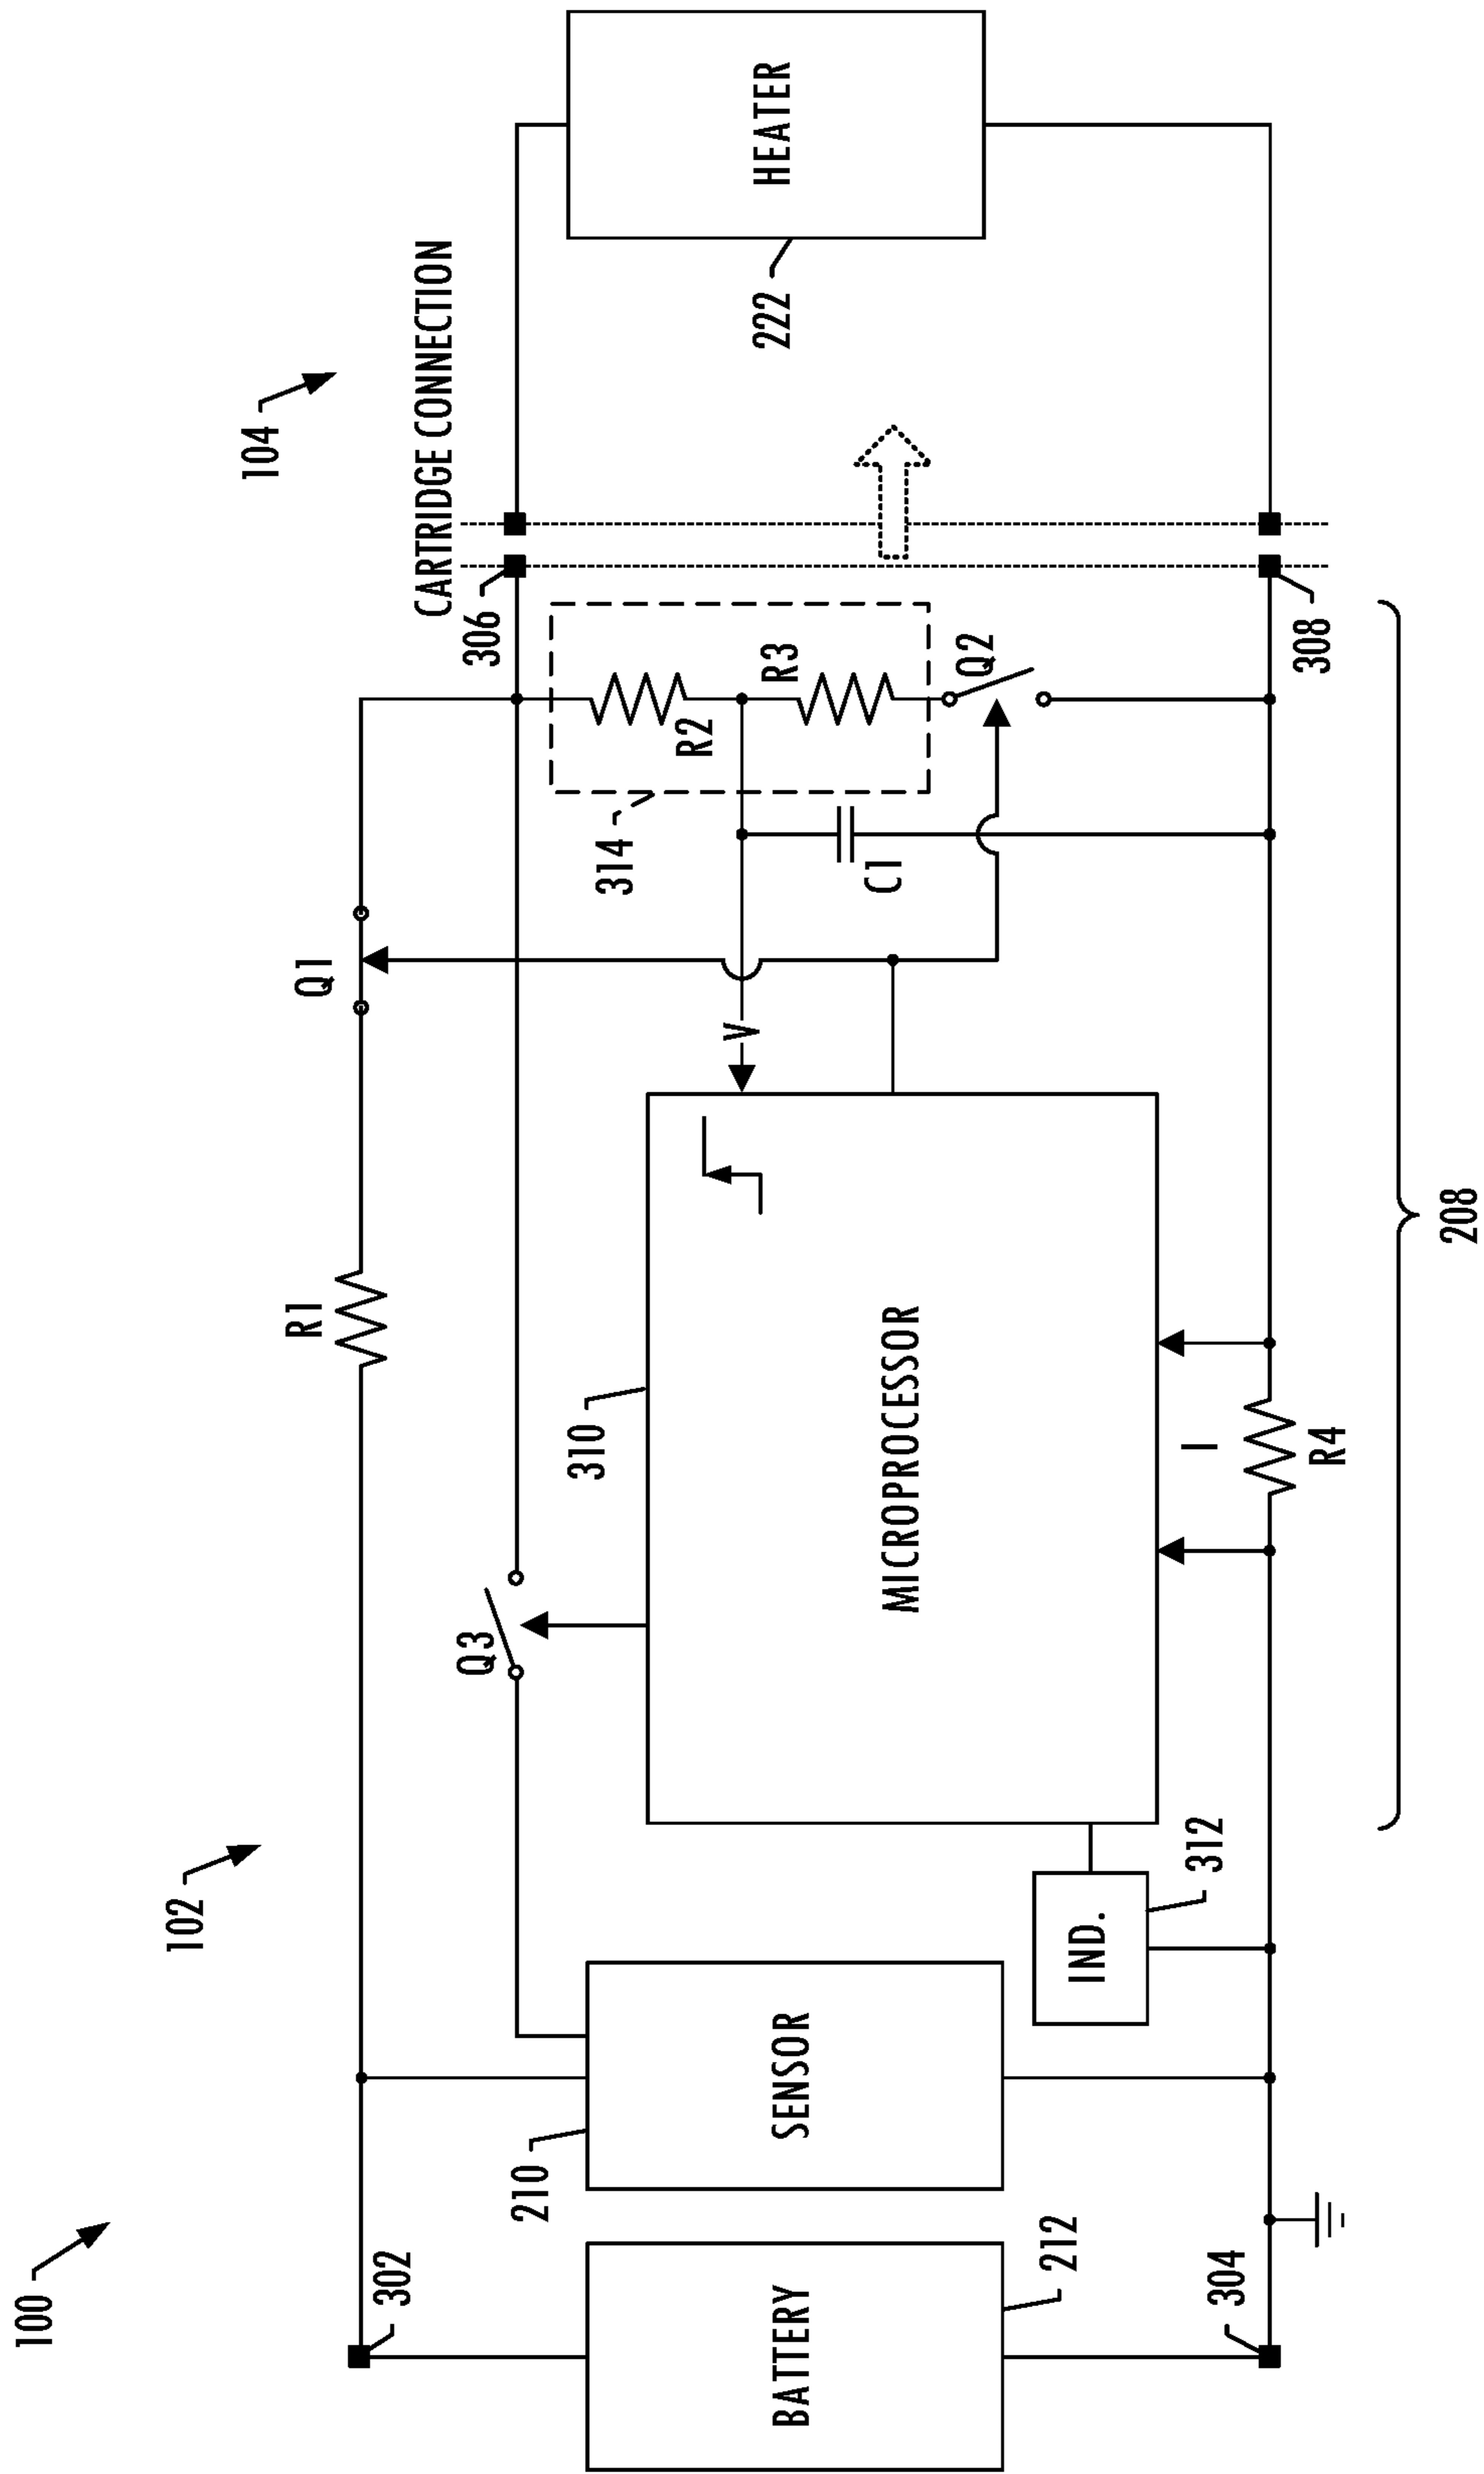 100
102
104
CARTRIDGE CONNECTION
302
R1
Q1
306
Q3
210
310
314
R2
R3
222
V
BATTERY
SENSOR
MICROPROCESSOR
HEATER
C1
Q2
212
IND.
312
I
304
R4
308
208